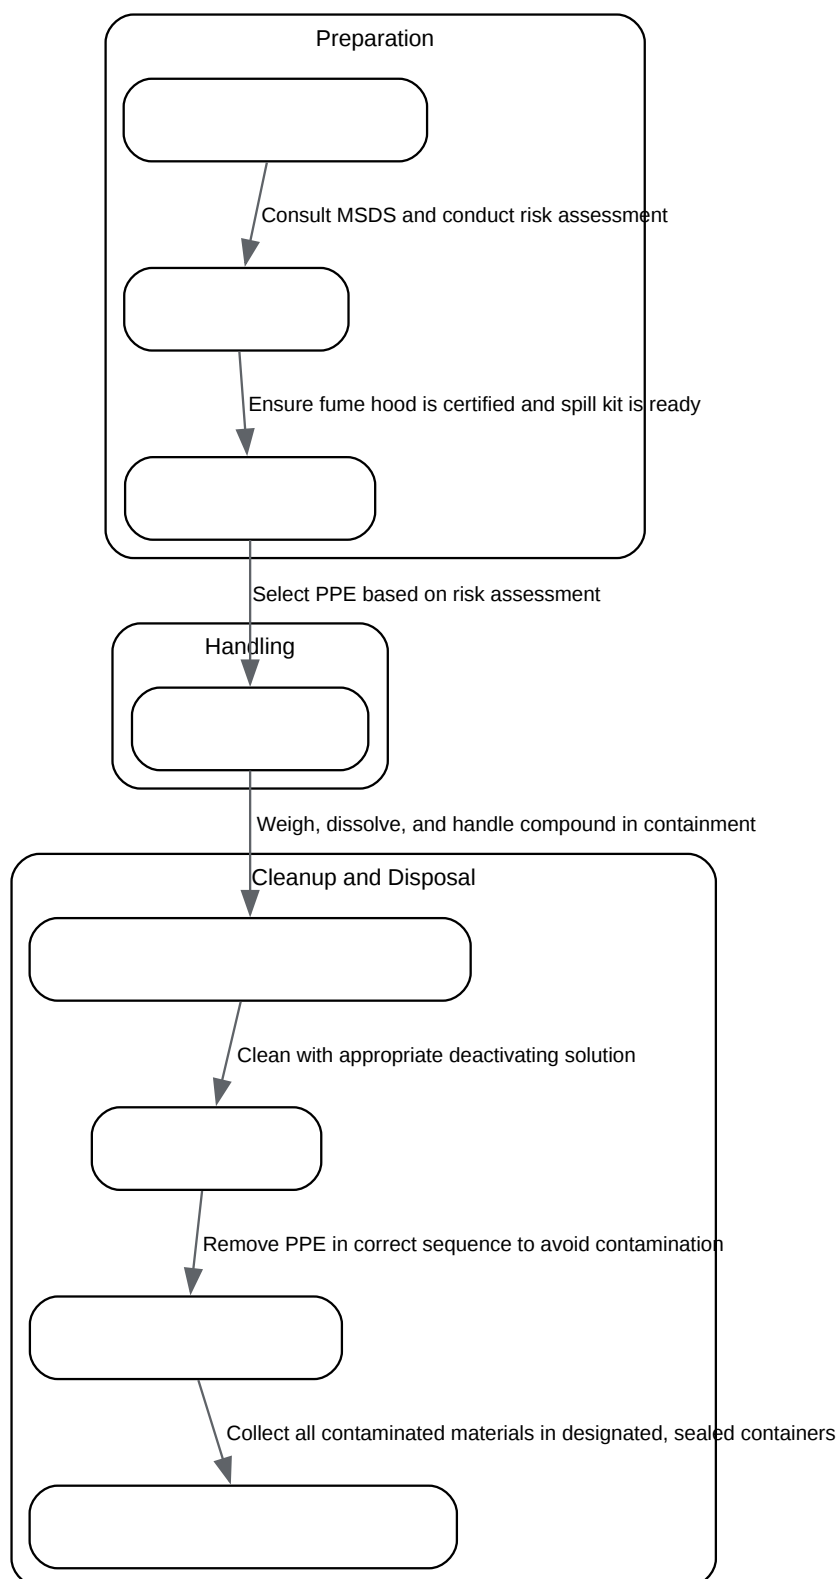 Preparation
Consult MSDS and conduct risk assessment
Ensure fume hood is certified and spill kit is ready
Select PPE based on risk assessment
Handling
Weigh, dissolve, and handle compound in containment
Cleanup and Disposal
Clean with appropriate deactivating solution
Remove PPE in correct sequence to avoid contamination
Collect all contaminated materials in designated, sealed containers